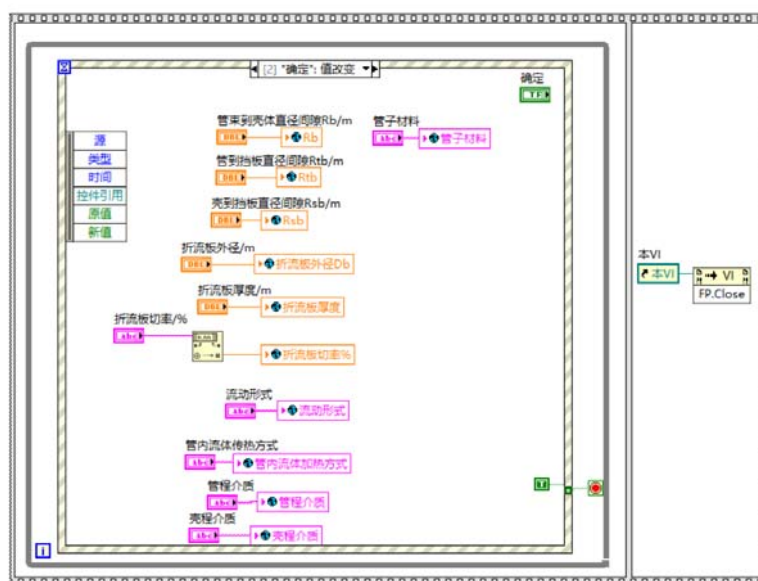 [2] "确定": 值改变
确定
TF
管束到壳体直径间隙Rb/m
DBL
Rb
管子材料
abc
管子材料
源
类型
时间
控件引用
原值
新值
管到挡板直径间隙Rtb/m
DBL
Rtb
壳到挡板直径间隙Rsb/m
DBL
Rsb
折流板外径/m
DBL
折流板外径Db
折流板厚度/m
DBL
折流板厚度
折流板切率/%
abc
折流板切率%
流动形式
abc
流动形式
管内流体传热方式
abc
管内流体加热方式
管程介质
abc
管程介质
壳程介质
abc
壳程介质
T
i
本VI
本VI
VI
FP.Close